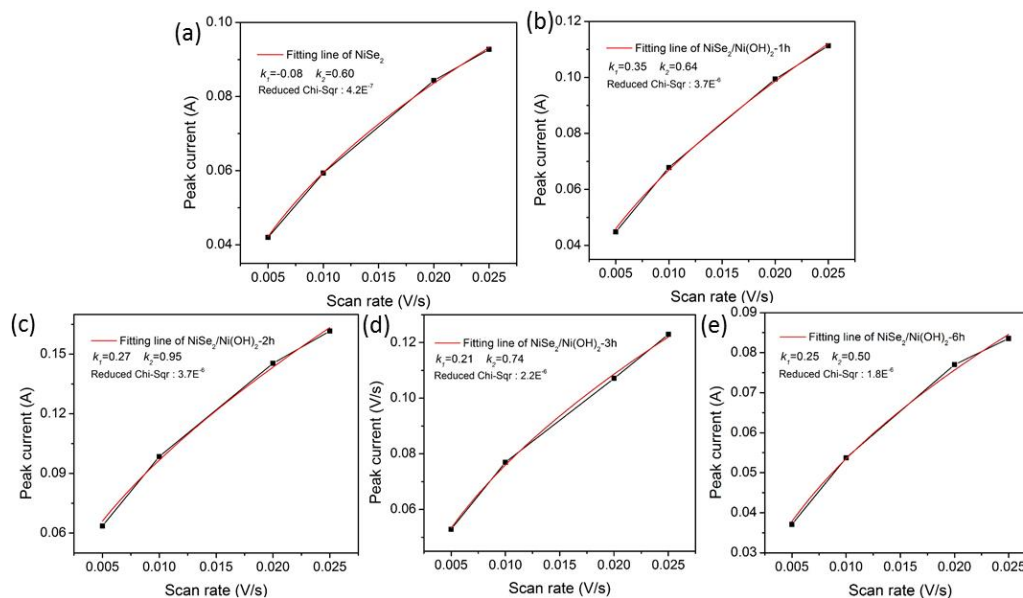 (a)
Fitting line of NiSe₂
k₁=-0.08 k₂=0.60
Reduced Chi-Sqr : 4.2E⁻⁷
0.10
0.08
0.06
0.04
Peak current (A)
0.005 0.010 0.015 0.020 0.025
Scan rate (V/s)
(b)
Fitting line of NiSe₂/Ni(OH)₂-1h
k₁=0.35 k₂=0.64
Reduced Chi-Sqr : 3.7E⁻⁶
0.12
0.10
0.08
0.06
0.04
Peak current (A)
0.005 0.010 0.015 0.020 0.025
Scan rate (V/s)
(c)
Fitting line of NiSe₂/Ni(OH)₂-2h
k₁=0.27 k₂=0.95
Reduced Chi-Sqr : 3.7E⁻⁶
0.15
0.12
0.09
0.06
Peak current (A)
0.005 0.010 0.015 0.020 0.025
Scan rate (V/s)
(d)
Fitting line of NiSe₂/Ni(OH)₂-3h
k₁=0.21 k₂=0.74
Reduced Chi-Sqr : 2.2E⁻⁶
0.12
0.10
0.08
0.06
Peak current (V/s)
0.005 0.010 0.015 0.020 0.025
Scan rate (V/s)
(e)
Fitting line of NiSe₂/Ni(OH)₂-6h
k₁=0.25 k₂=0.50
Reduced Chi-Sqr : 1.8E⁻⁶
0.09
0.08
0.07
0.06
0.05
0.04
0.03
Peak current (A)
0.005 0.010 0.015 0.020 0.025
Scan rate (V/s)